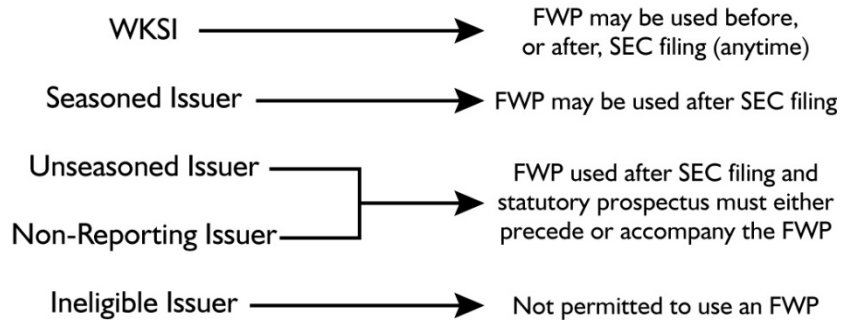 WKSI
FWP may be used before,
or after, SEC filing (anytime)
Seasoned Issuer
FWP may be used after SEC filing
Unseasoned Issuer
Non-Reporting Issuer
FWP used after SEC filing and
statutory prospectus must either
precede or accompany the FWP
Ineligible Issuer
Not permitted to use an FWP